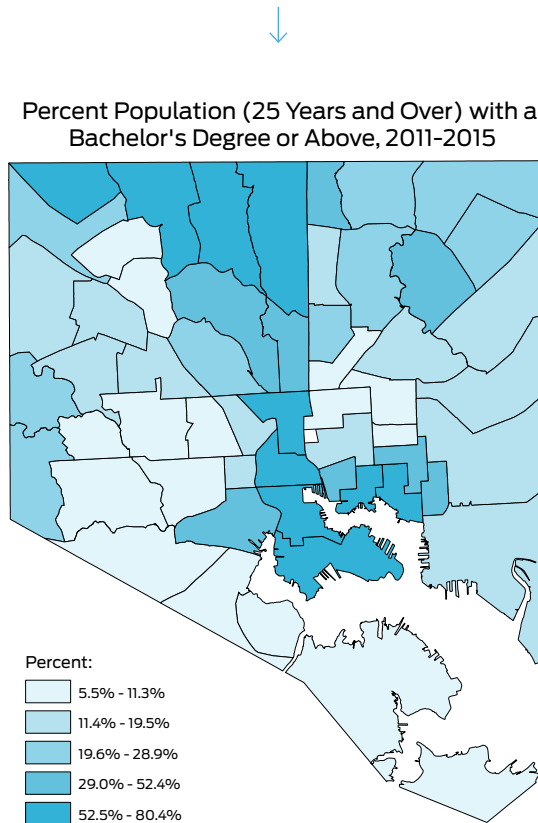 Percent Population (25 Years and Over) with a
Bachelor's Degree or Above, 2011-2015
Percent:
5.5% - 11.3%
11.4% - 19.5%
19.6% - 28.9%
29.0% - 52.4%
52.5% - 80.4%